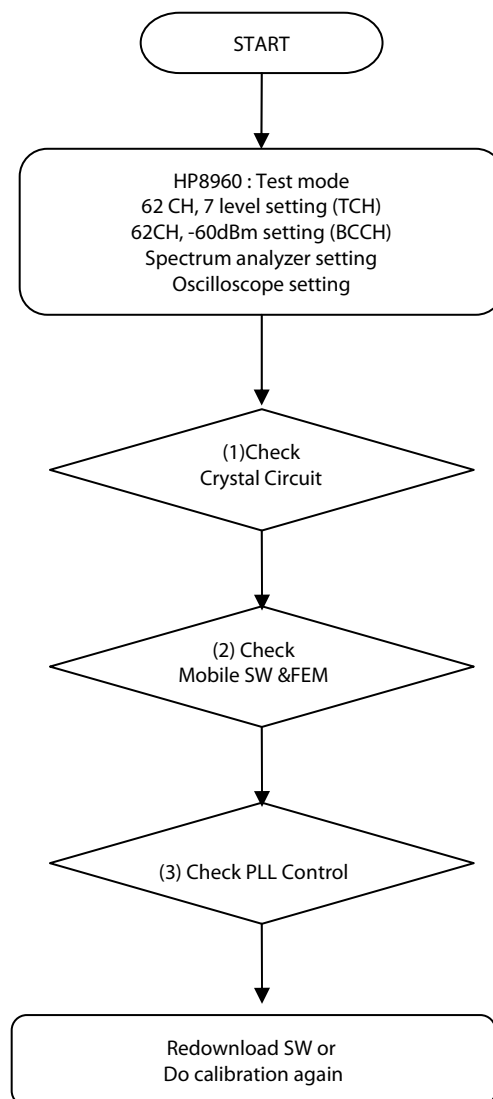 START
HP8960 : Test mode
62 CH, 7 level setting (TCH)
62CH, -60dBm setting (BCCH)
Spectrum analyzer setting
Oscilloscope setting
(1)Check
Crystal Circuit
(2) Check
Mobile SW &FEM
(3) Check PLL Control
Redownload SW or
Do calibration again